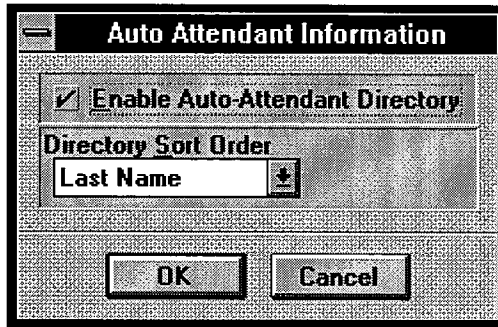 Auto Attendant Information
Enable Auto-Attendant Directory
Directory Sort Order
Last Name
OK
Cancel